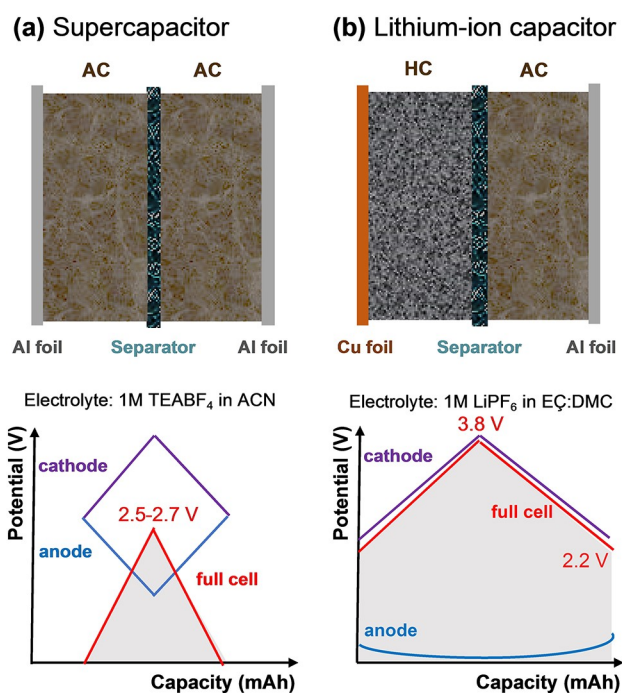 (a) Supercapacitor
AC AC
Al foil Separator Al foil
Electrolyte: 1M TEABF₄ in ACN
Potential (V)
cathode
2.5-2.7 V
anode
full cell
Capacity (mAh)
(b) Lithium-ion capacitor
HC AC
Cu foil Separator Al foil
Electrolyte: 1M LiPF₆ in EÇ:DMC
3.8 V
Potential (V)
cathode
full cell
2.2 V
anode
Capacity (mAh)